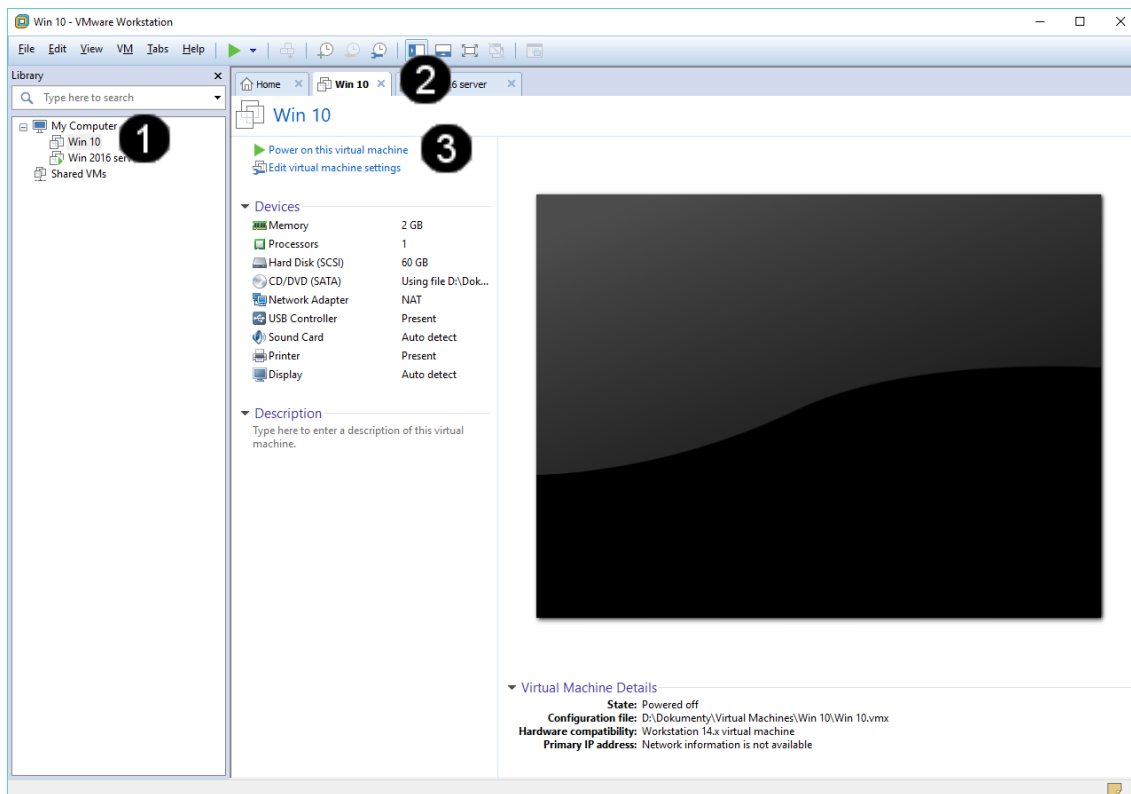 Win 10 - VMware Workstation
File Edit View VM Tabs Help
Library
Type here to search
My Computer
Win 10
Win 2016 ser
Shared VMs
1
Home
Win 10
6 server
2
Win 10
Power on this virtual machine
3
Edit virtual machine settings
Devices
Memory 2 GB
Processors 1
Hard Disk (SCSI) 60 GB
CD/DVD (SATA) Using file D:\Dok...
Network Adapter NAT
USB Controller Present
Sound Card Auto detect
Printer Present
Display Auto detect
Description
Type here to enter a description of this virtual
machine.
Virtual Machine Details
State: Powered off
Configuration file: D:\Dokumenty\Virtual Machines\Win 10\Win 10.vmx
Hardware compatibility: Workstation 14.x virtual machine
Primary IP address: Network information is not available